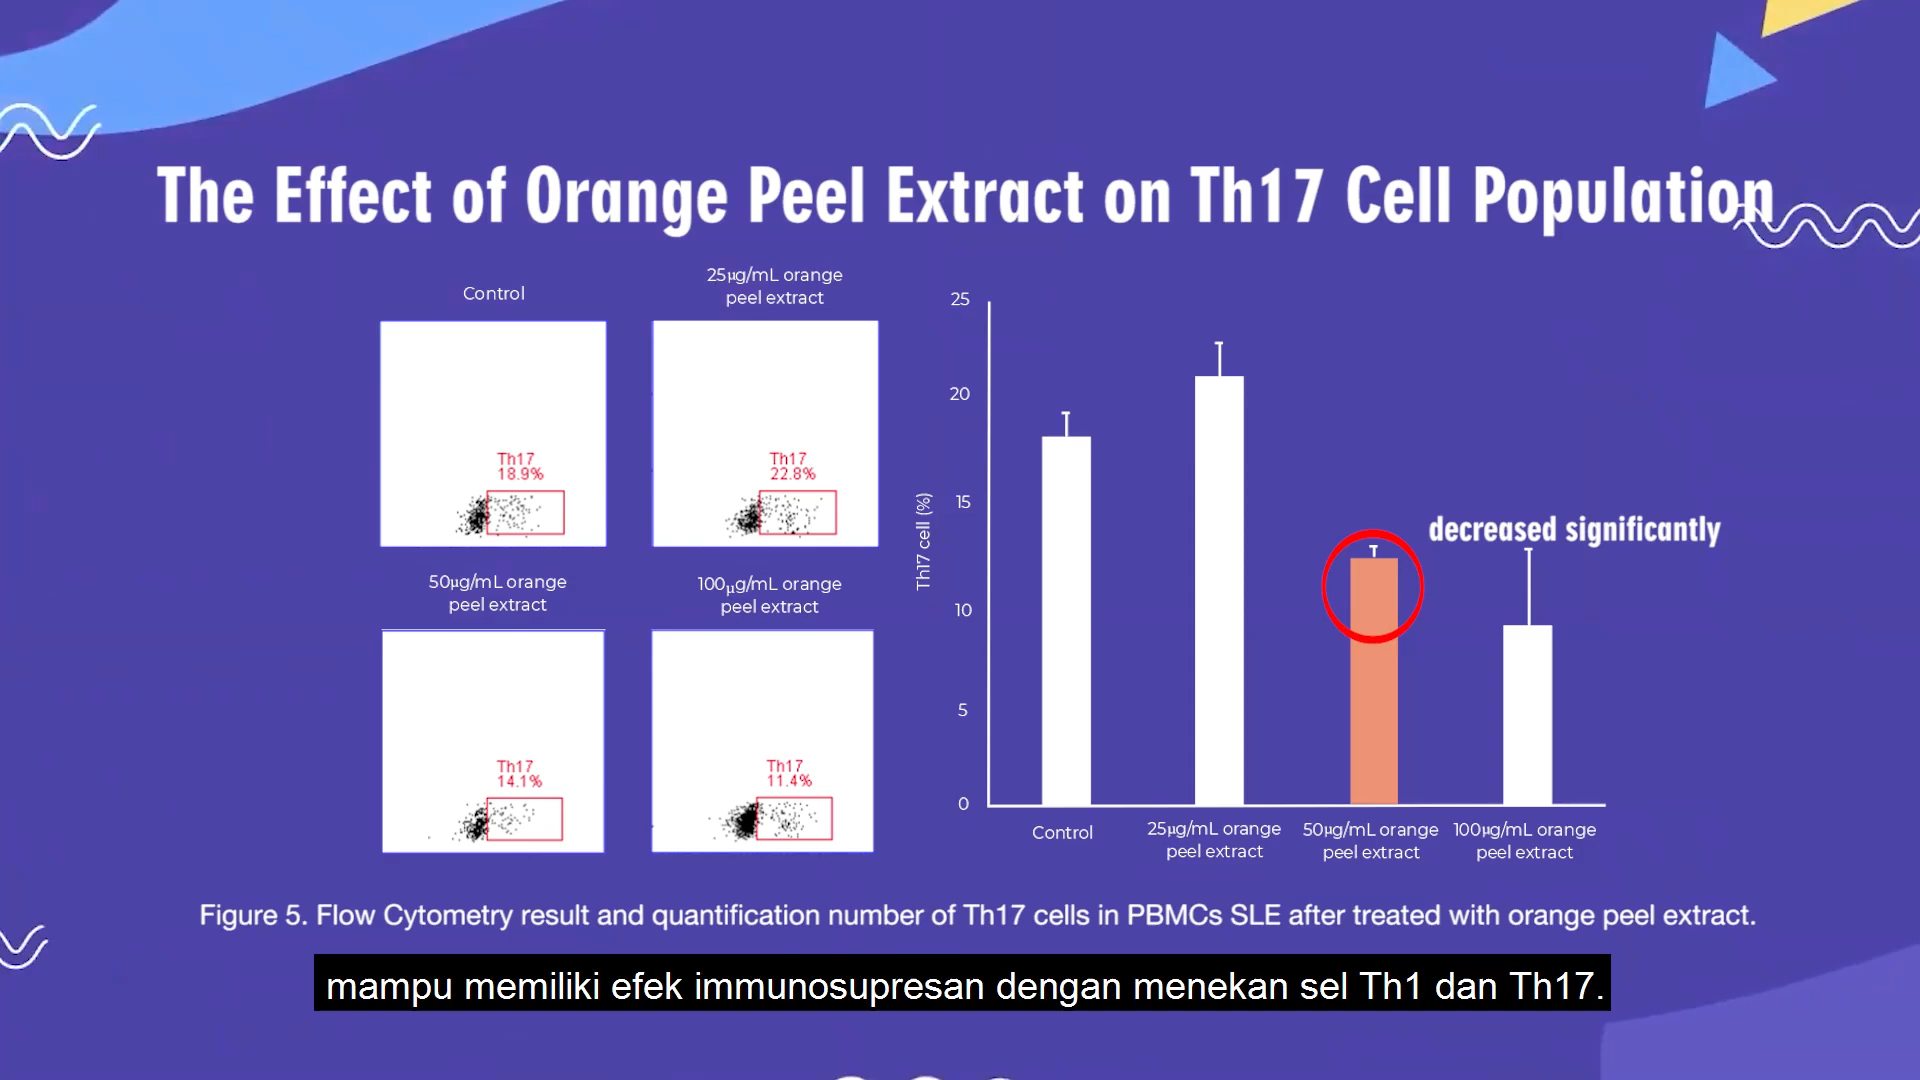 The Effect of Orange Peel Extract on Th17 Cell Population
Control
25µg/mL orange
peel extract
Th17
18.9%
Th17
22.8%
50µg/mL orange
peel extract
100µg/mL orange
peel extract
Th17
14.1%
Th17
11.4%
25
20
15
10
5
0
Th17 cell (%)
decreased significantly
Control
25µg/mL orange
peel extract
50µg/mL orange
peel extract
100µg/mL orange
peel extract
Figure 5. Flow Cytometry result and quantification number of Th17 cells in PBMCs SLE after treated with orange peel extract.
mampu memiliki efek immunosupresan dengan menekan sel Th1 dan Th17.